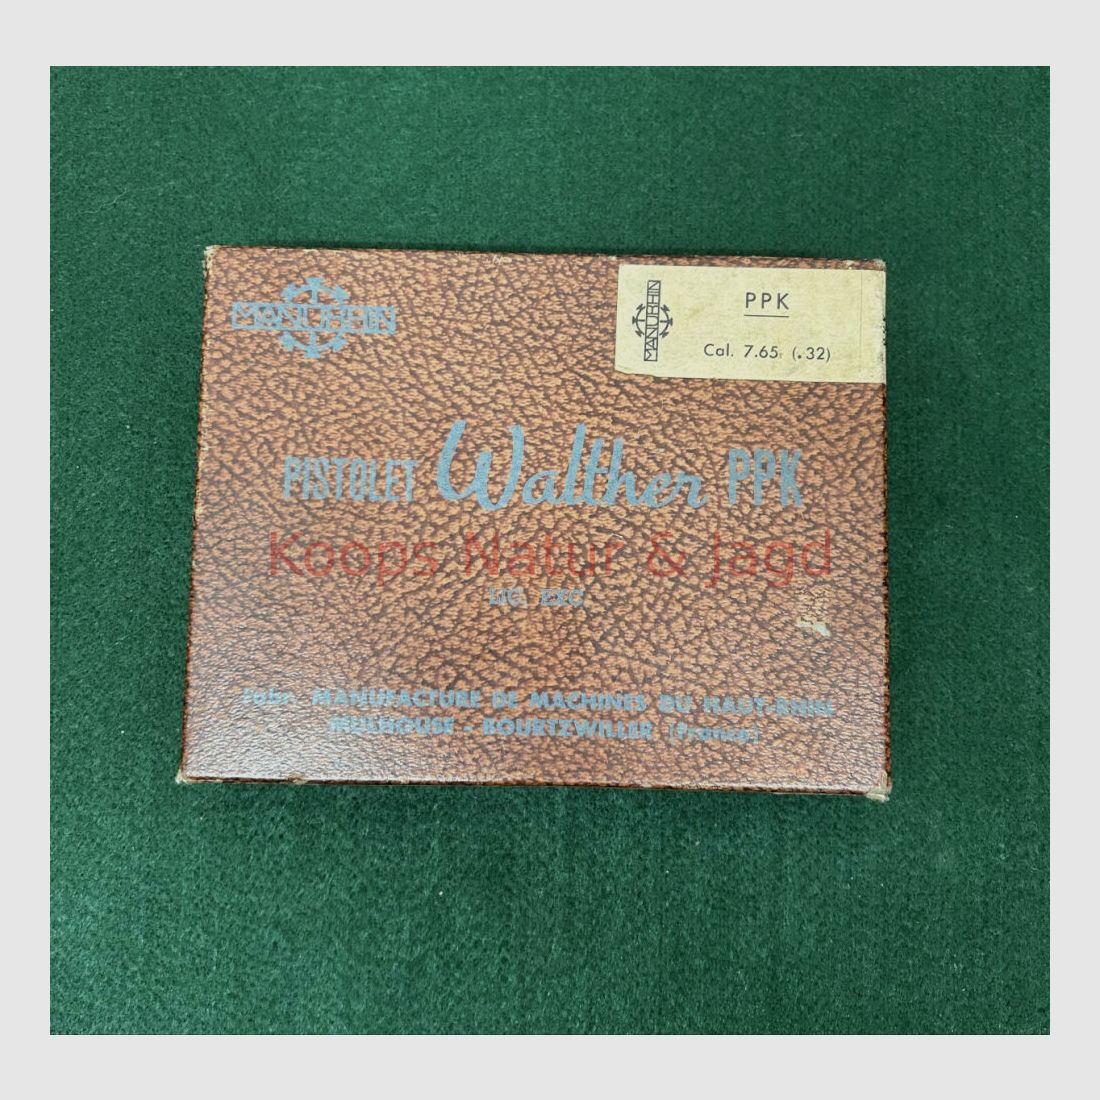 MANURHIN
MANURHIN
PPK
Cal. 7.65 (.32)
PISTOLET Walther PPK
Koops Natur & Jagd
LIC. EXC.
Fabr. MANUFACTURE DE MACHINES DU HAUT-RHIN
MULHOUSE - BOURTZWILLER (France)